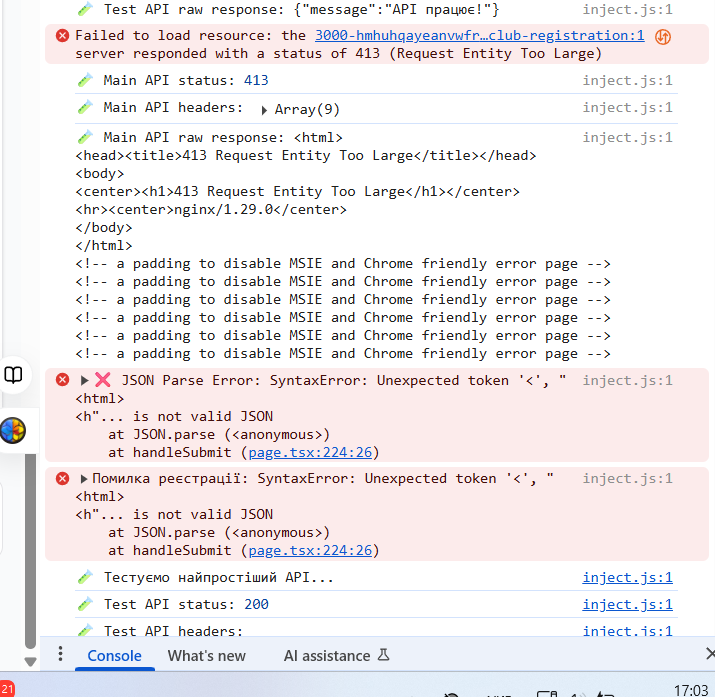 Test API raw response: {"message":"API працює!"} inject.js:1
Failed to load resource: the 3000-hmhuhqayeanvwfr…club-registration:1
server responded with a status of 413 (Request Entity Too Large)
Main API status: 413 inject.js:1
Main API headers: ▶ Array(9) inject.js:1
Main API raw response: <html> inject.js:1
<head><title>413 Request Entity Too Large</title></head>
<body>
<center><h1>413 Request Entity Too Large</h1></center>
<hr><center>nginx/1.29.0</center>
</body>
</html>
<!-- a padding to disable MSIE and Chrome friendly error page -->
<!-- a padding to disable MSIE and Chrome friendly error page -->
<!-- a padding to disable MSIE and Chrome friendly error page -->
<!-- a padding to disable MSIE and Chrome friendly error page -->
<!-- a padding to disable MSIE and Chrome friendly error page -->
<!-- a padding to disable MSIE and Chrome friendly error page -->
▶ ❌ JSON Parse Error: SyntaxError: Unexpected token '<', " inject.js:1
<html>
<h"... is not valid JSON
at JSON.parse (<anonymous>)
at handleSubmit (page.tsx:224:26)
▶ Помилка реєстрації: SyntaxError: Unexpected token '<', " inject.js:1
<html>
<h"... is not valid JSON
at JSON.parse (<anonymous>)
at handleSubmit (page.tsx:224:26)
Тестуємо найпростіший API... inject.js:1
Test API status: 200 inject.js:1
Test API headers: inject.js:1
Console What's new AI assistance
21
17:03